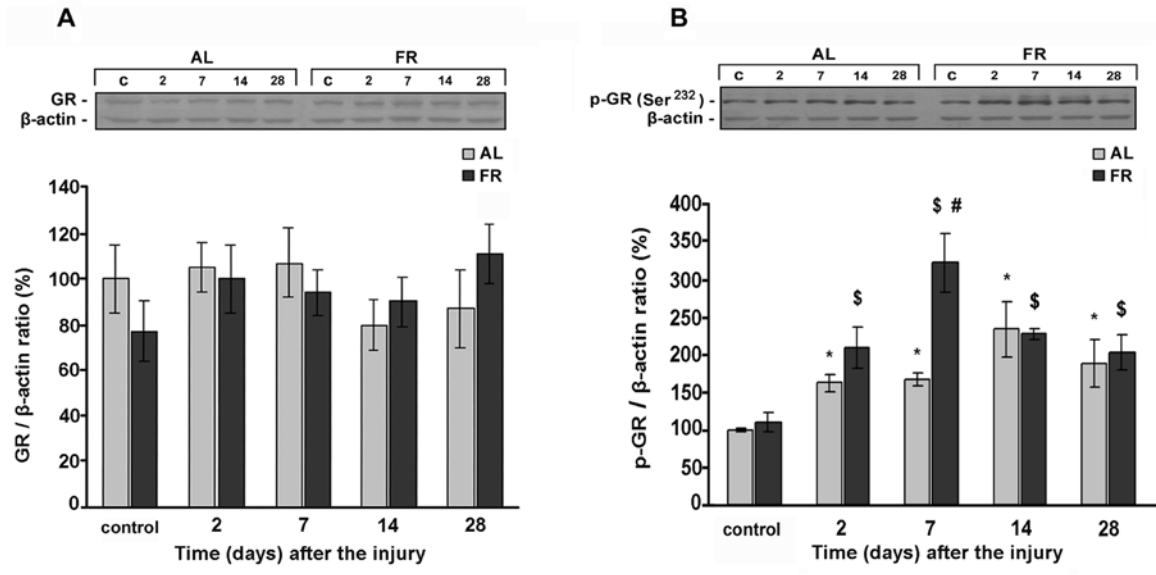 A
AL FR
C 2 7 14 28 C 2 7 14 28
GR -
β-actin -
AL
FR
GR / β-actin ratio (%)
140
120
100
80
60
40
20
0
control 2 7 14 28
Time (days) after the injury
B
AL FR
C 2 7 14 28 C 2 7 14 28
p-GR (Ser²³²) -
β-actin -
AL
FR
p-GR / β-actin ratio (%)
400
350
300
250
200
150
100
50
0
* $ * $ # * $ * $
control 2 7 14 28
Time (days) after the injury